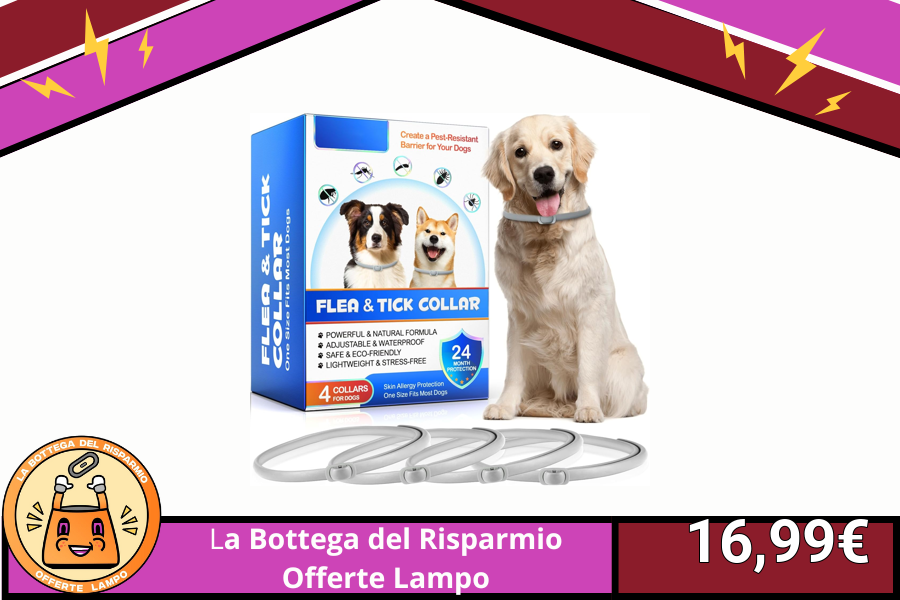 Create a Pest-Resistant
Barrier for Your Dogs
FLEA & TICK
COLLAR
One Size Fits Most Dogs
FLEA & TICK COLLAR
POWERFUL & NATURAL FORMULA
ADJUSTABLE & WATERPROOF
SAFE & ECO-FRIENDLY
LIGHTWEIGHT & STRESS-FREE
24
MONTH
PROTECTION
4 COLLARS
FOR DOGS
Skin Allergy Protection
One Size Fits Most Dogs
LA BOTTEGA DEL RISPARMIO
OFFERTE LAMPO
La Bottega del Risparmio
Offerte Lampo
16,99€